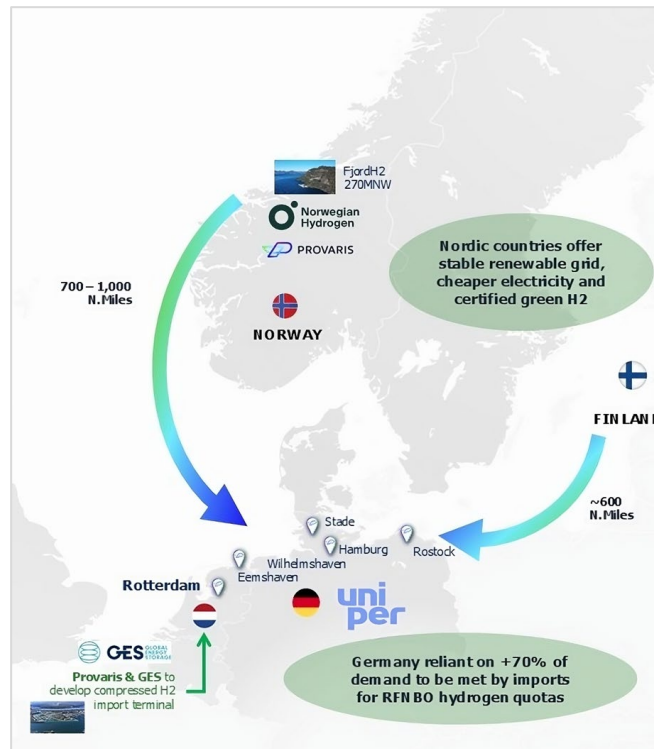 FjordH2
270MNW
Norwegian
Hydrogen
PROVARIS
NORWAY
700 – 1,000
N.Miles
Nordic countries offer
stable renewable grid,
cheaper electricity and
certified green H2
FINLAN
~600
N.Miles
Stade
Hamburg
Rostock
Wilhelmshaven
Eemshaven
Rotterdam
uni
per
GES GLOBAL
ENERGY
STORAGE
Provaris & GES to
develop compressed H2
import terminal
Germany reliant on +70% of
demand to be met by imports
for RFNBO hydrogen quotas